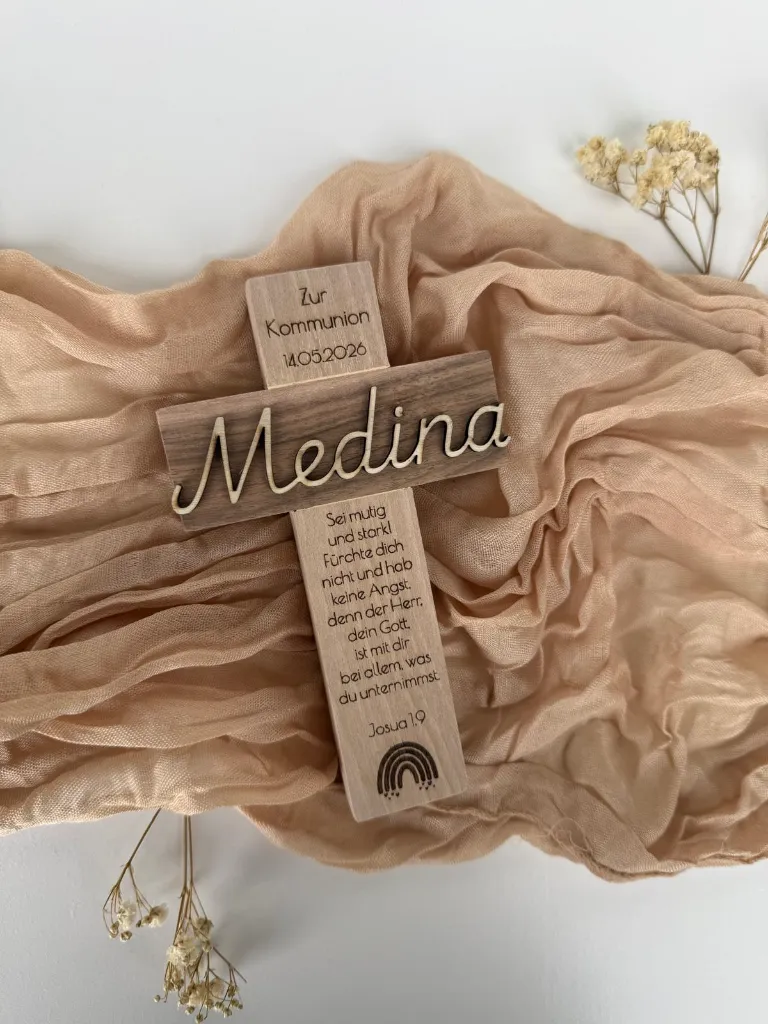 Zur
Kommunion
14.05.2026
Medina
Sei mutig
und stark!
Fürchte dich
nicht und hab
keine Angst,
denn der Herr,
dein Gott,
ist mit dir
bei allem, was
du unternimmst
Josua 1,9